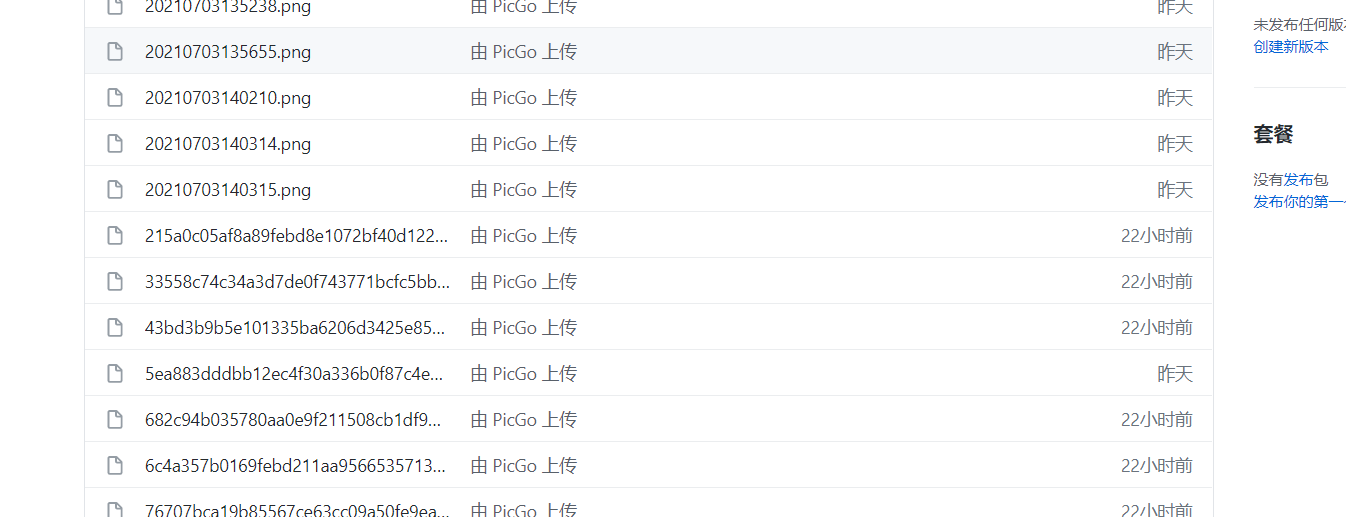 20210703135238.png 由 PicGo 上传 昨天
20210703135655.png 由 PicGo 上传 昨天
20210703140210.png 由 PicGo 上传 昨天
20210703140314.png 由 PicGo 上传 昨天
20210703140315.png 由 PicGo 上传 昨天
215a0c05af8a89febd8e1072bf40d122... 由 PicGo 上传 22小时前
33558c74c34a3d7de0f743771bcfc5bb... 由 PicGo 上传 22小时前
43bd3b9b5e101335ba6206d3425e85... 由 PicGo 上传 22小时前
5ea883dddbb12ec4f30a336b0f87c4e... 由 PicGo 上传 昨天
682c94b035780aa0e9f211508cb1df9... 由 PicGo 上传 22小时前
6c4a357b0169febd211aa9566535713... 由 PicGo 上传 22小时前
76707bca19b85567ce63cc09a50fe9ea... 由 PicGo 上传 22小时前
未发布任何版
创建新版本
套餐
没有发布包
发布你的第一